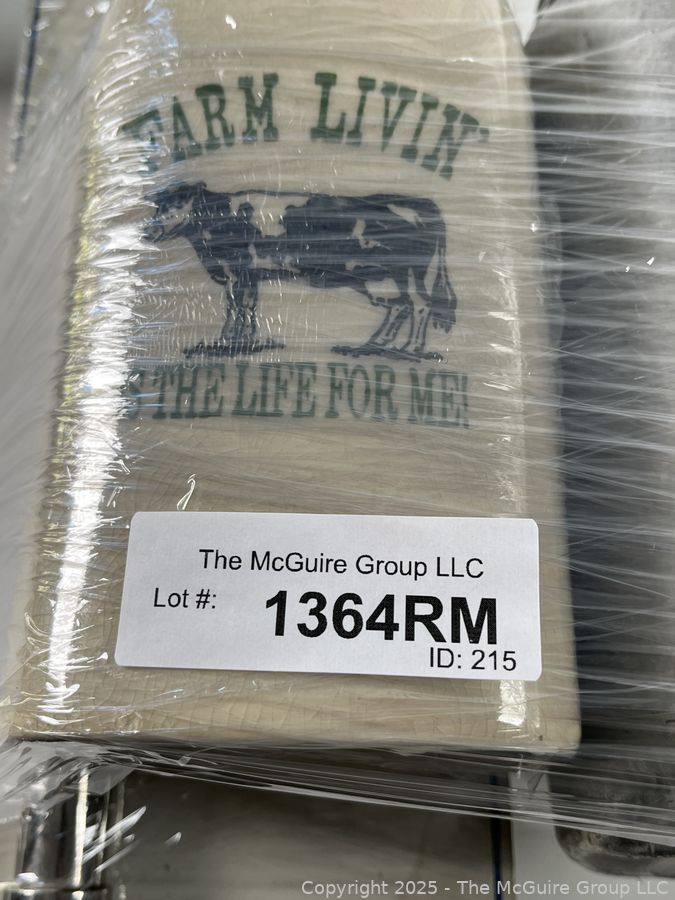 FARM LIVIN'
IS THE LIFE FOR ME!
The McGuire Group LLC
Lot #: 1364RM
ID: 215
Copyright 2025 - The McGuire Group LLC